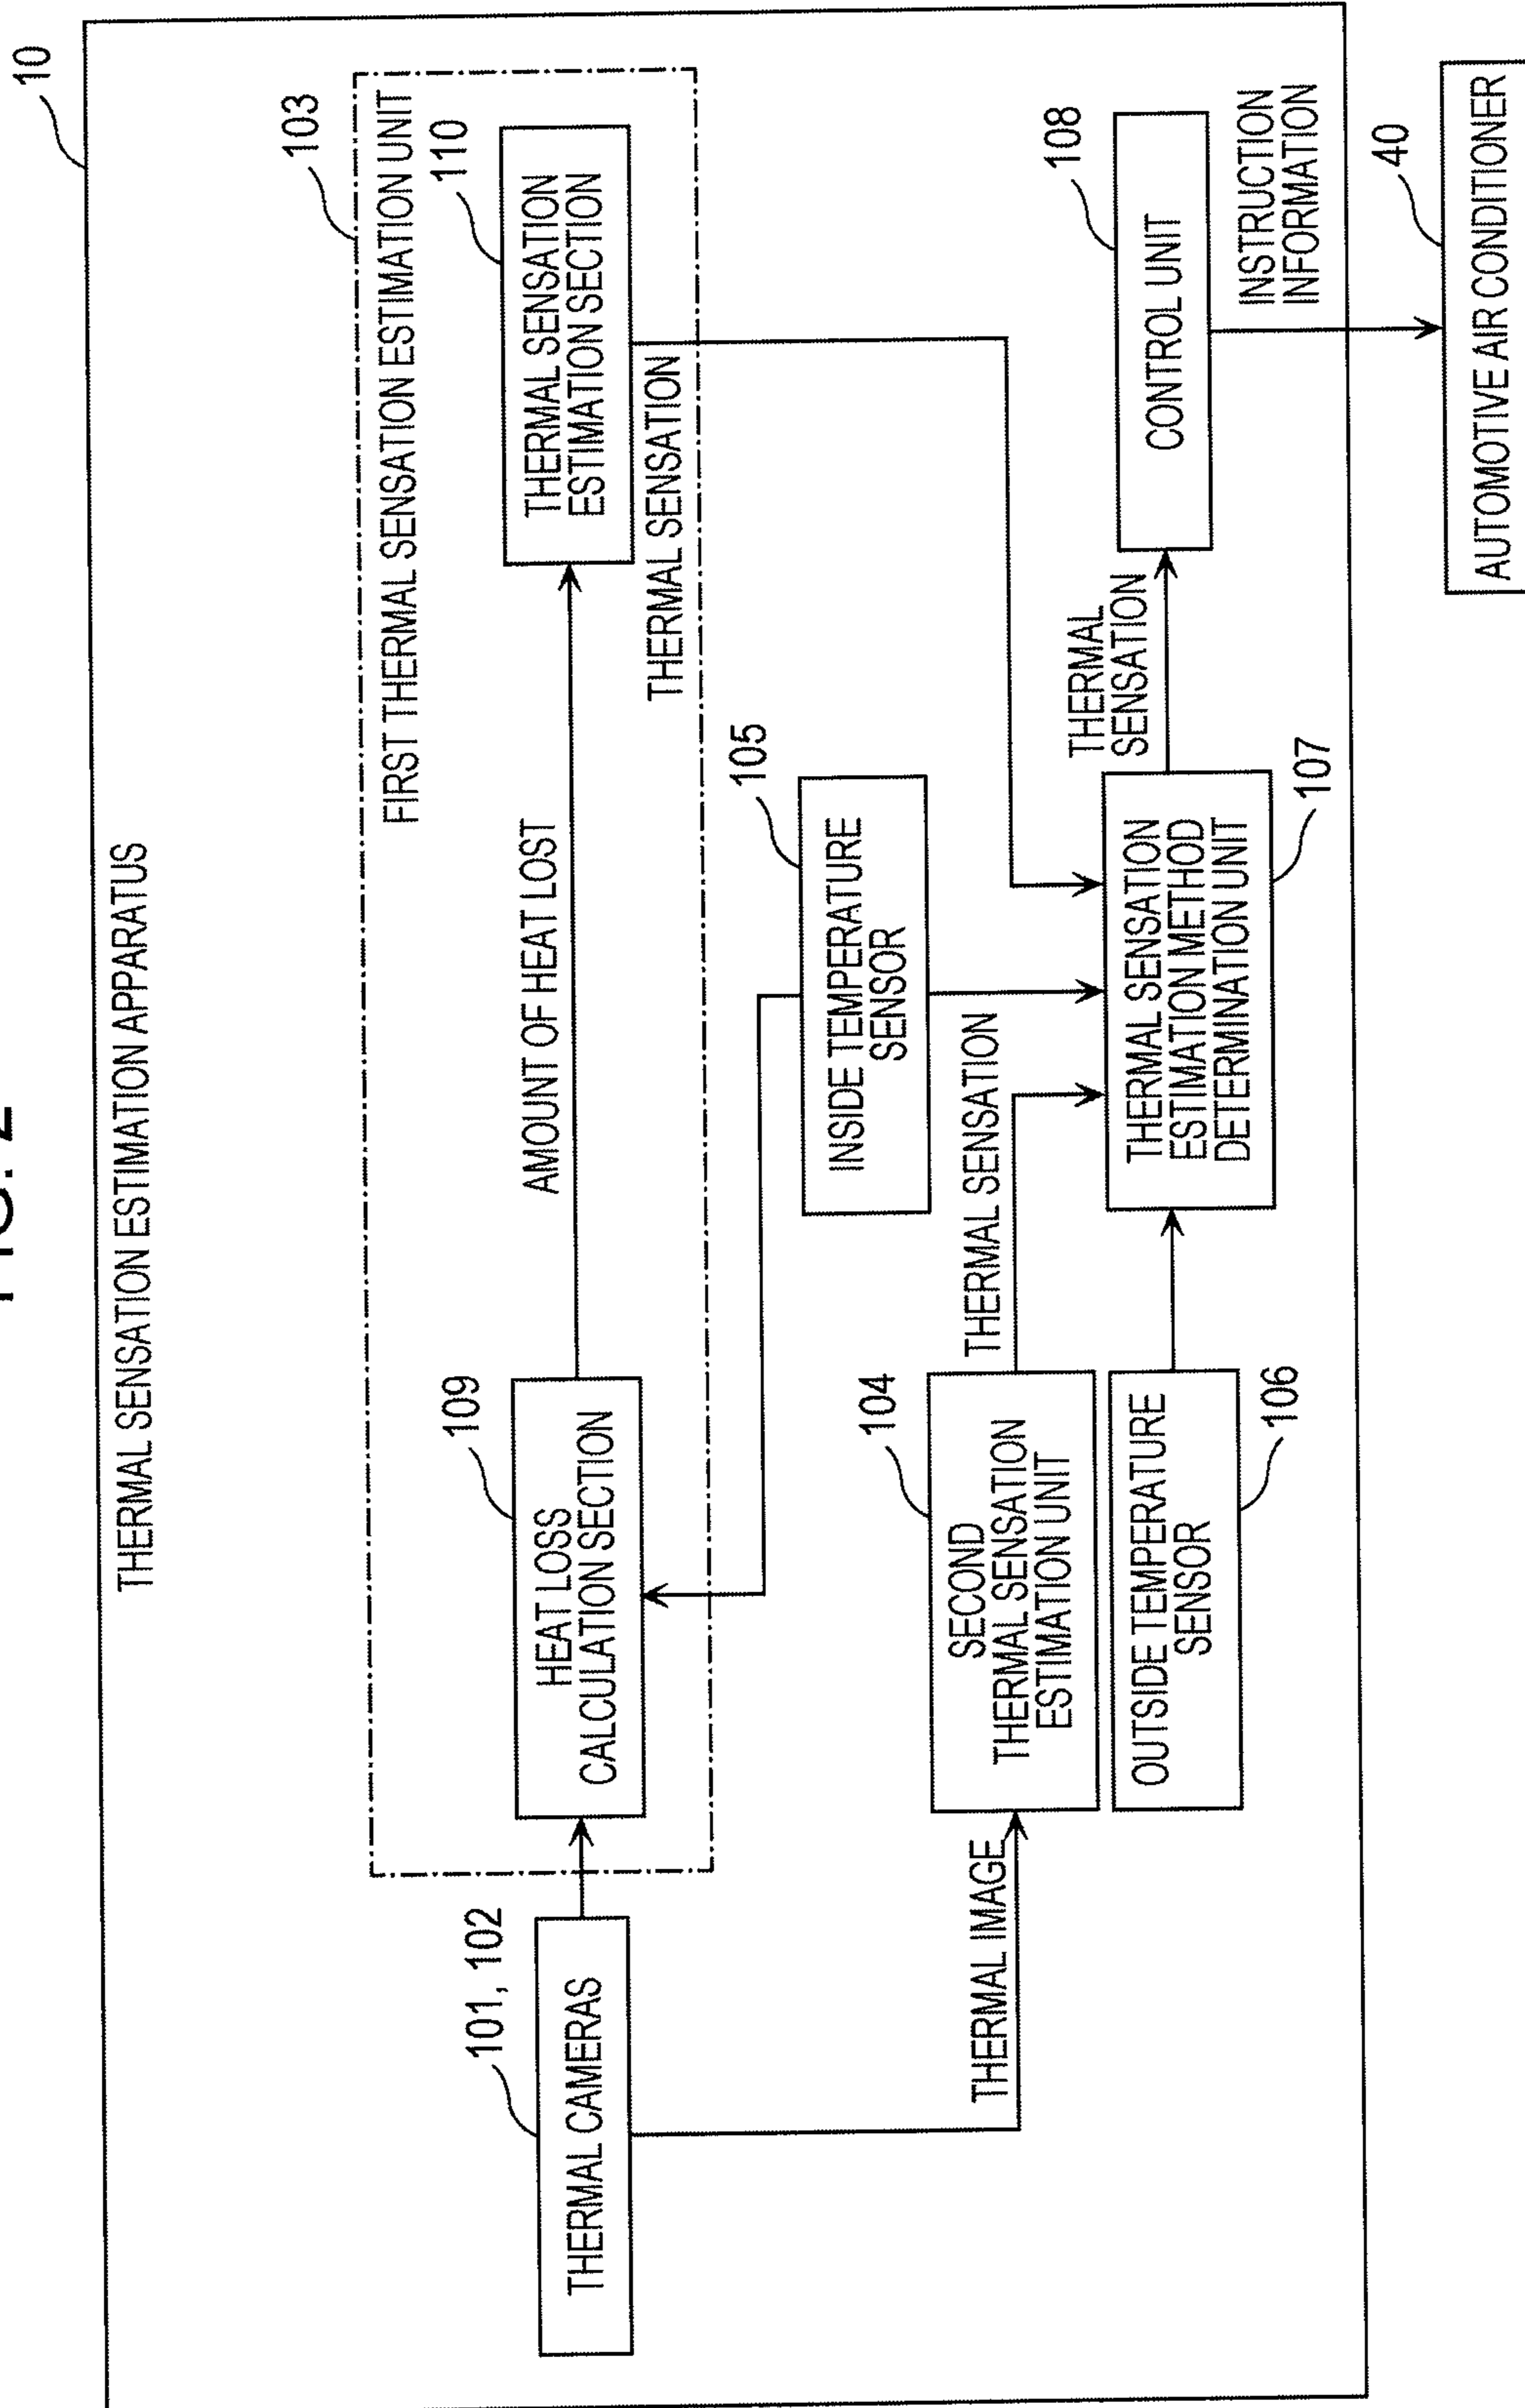 FIG. 2
10
THERMAL SENSATION ESTIMATION APPARATUS
103
FIRST THERMAL SENSATION ESTIMATION UNIT
101, 102
THERMAL CAMERAS
109
HEAT LOSS
CALCULATION SECTION
AMOUNT OF HEAT LOST
110
THERMAL SENSATION
ESTIMATION SECTION
THERMAL SENSATION
105
INSIDE TEMPERATURE
SENSOR
THERMAL IMAGE
104
SECOND
THERMAL SENSATION
ESTIMATION UNIT
THERMAL SENSATION
OUTSIDE TEMPERATURE
SENSOR
106
THERMAL SENSATION
ESTIMATION METHOD
DETERMINATION UNIT
107
THERMAL
SENSATION
108
CONTROL UNIT
INSTRUCTION
INFORMATION
40
AUTOMOTIVE AIR CONDITIONER